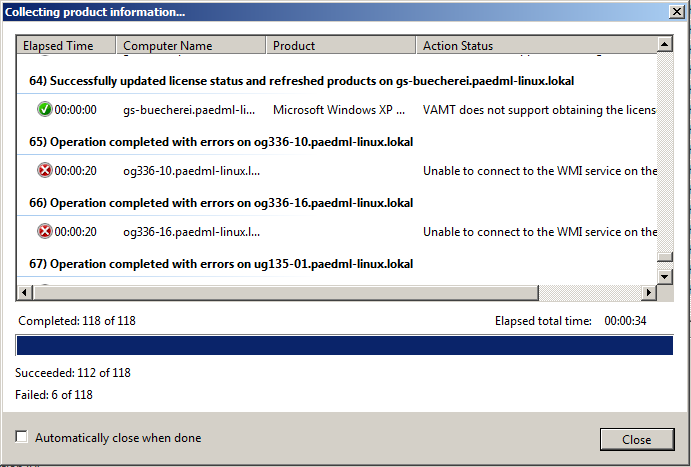 Collecting product information...
Elapsed Time Computer Name Product Action Status
64) Successfully updated license status and refreshed products on gs-buecherei.paedml-linux.lokal
00:00:00 gs-buecherei.paedml-li... Microsoft Windows XP ... VAMT does not support obtaining the licens
65) Operation completed with errors on og336-10.paedml-linux.lokal
00:00:20 og336-10.paedml-linux.l... Unable to connect to the WMI service on the
66) Operation completed with errors on og336-16.paedml-linux.lokal
00:00:20 og336-16.paedml-linux.l... Unable to connect to the WMI service on the
67) Operation completed with errors on ug135-01.paedml-linux.lokal
Completed: 118 of 118 Elapsed total time: 00:00:34
Succeeded: 112 of 118
Failed: 6 of 118
Automatically close when done Close